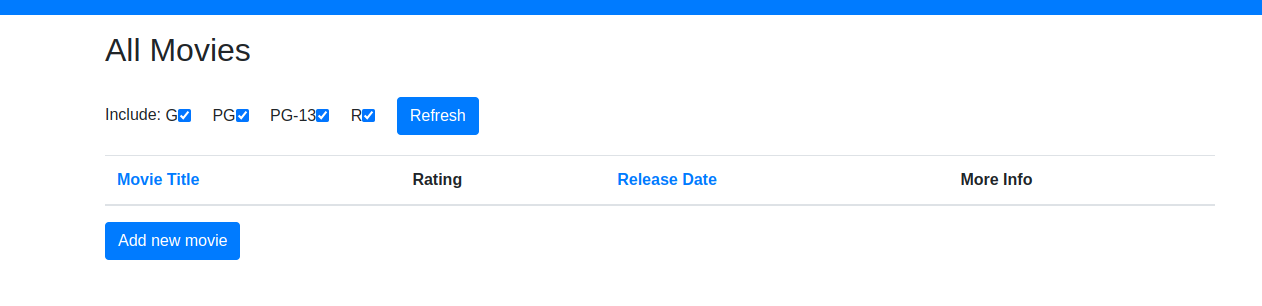 All Movies
Include: G PG PG-13 R Refresh
Movie Title Rating Release Date More Info
Add new movie